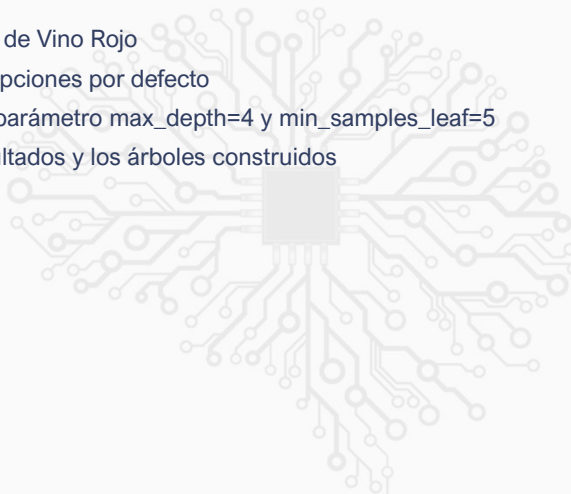 de Vino Rojo
pciones por defecto
parámetro max_depth=4 y min_samples_leaf=5
ltados y los árboles construidos